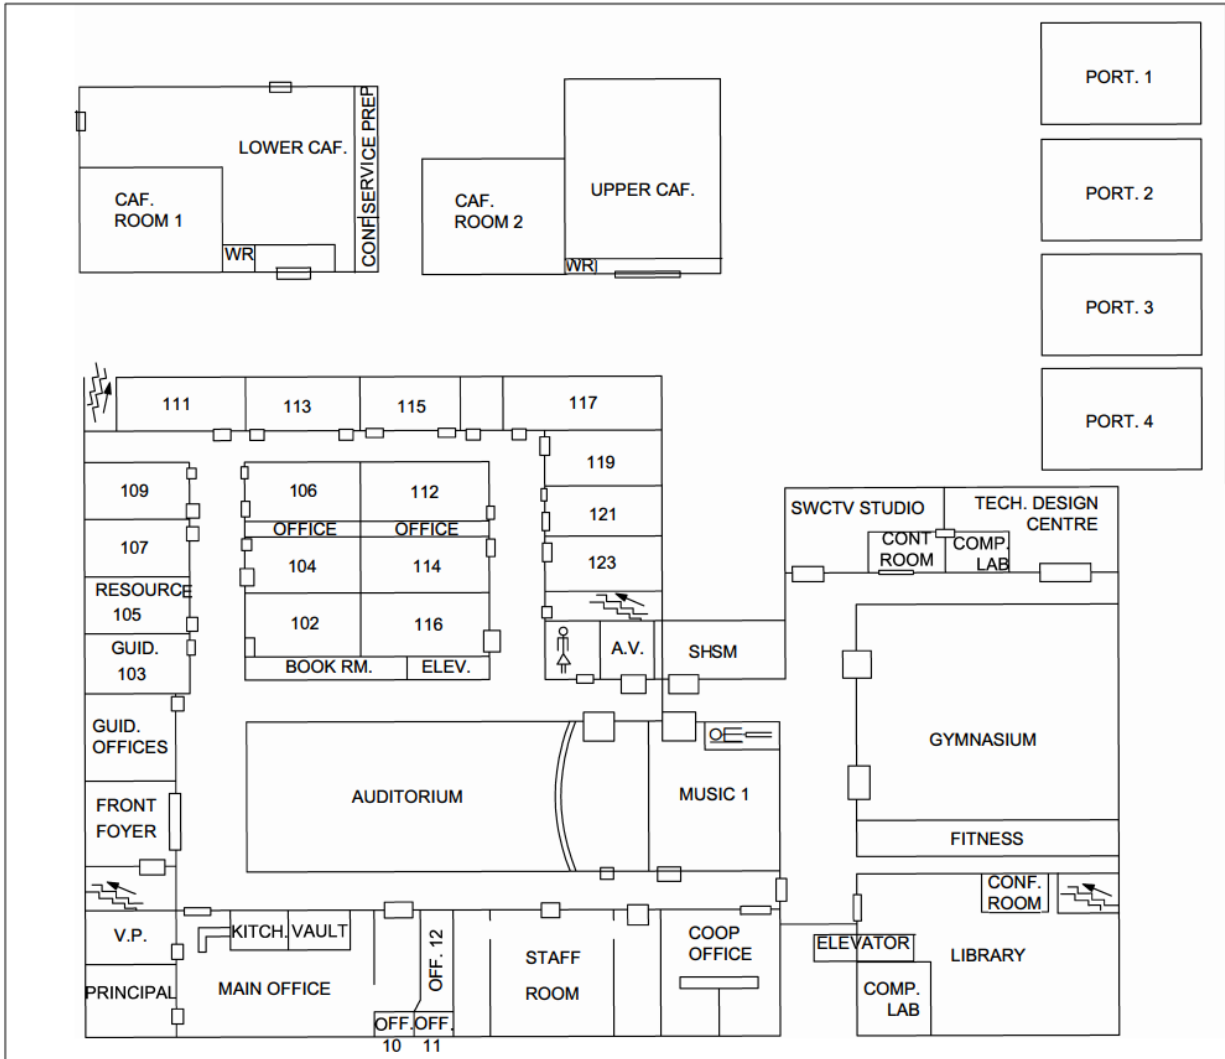 PORT. 1
LOWER CAF.
SERVICE PREP
CONF
CAF.
ROOM 1
WR
UPPER CAF.
CAF.
ROOM 2
WR
PORT. 2
PORT. 3
PORT. 4
111
113
115
117
109
106
112
119
OFFICE
OFFICE
121
107
104
114
123
RESOURCE
105
102
116
GUID.
103
BOOK RM.
ELEV.
A.V.
SHSM
SWCTV STUDIO
TECH. DESIGN
CENTRE
CONT
ROOM
COMP.
LAB
GUID.
OFFICES
FRONT
FOYER
AUDITORIUM
MUSIC 1
GYMNASIUM
FITNESS
V.P.
KITCH.
VAULT
OFF. 12
STAFF
ROOM
COOP
OFFICE
CONF.
ROOM
ELEVATOR
LIBRARY
PRINCIPAL
MAIN OFFICE
COMP.
LAB
OFF.
10
OFF.
11